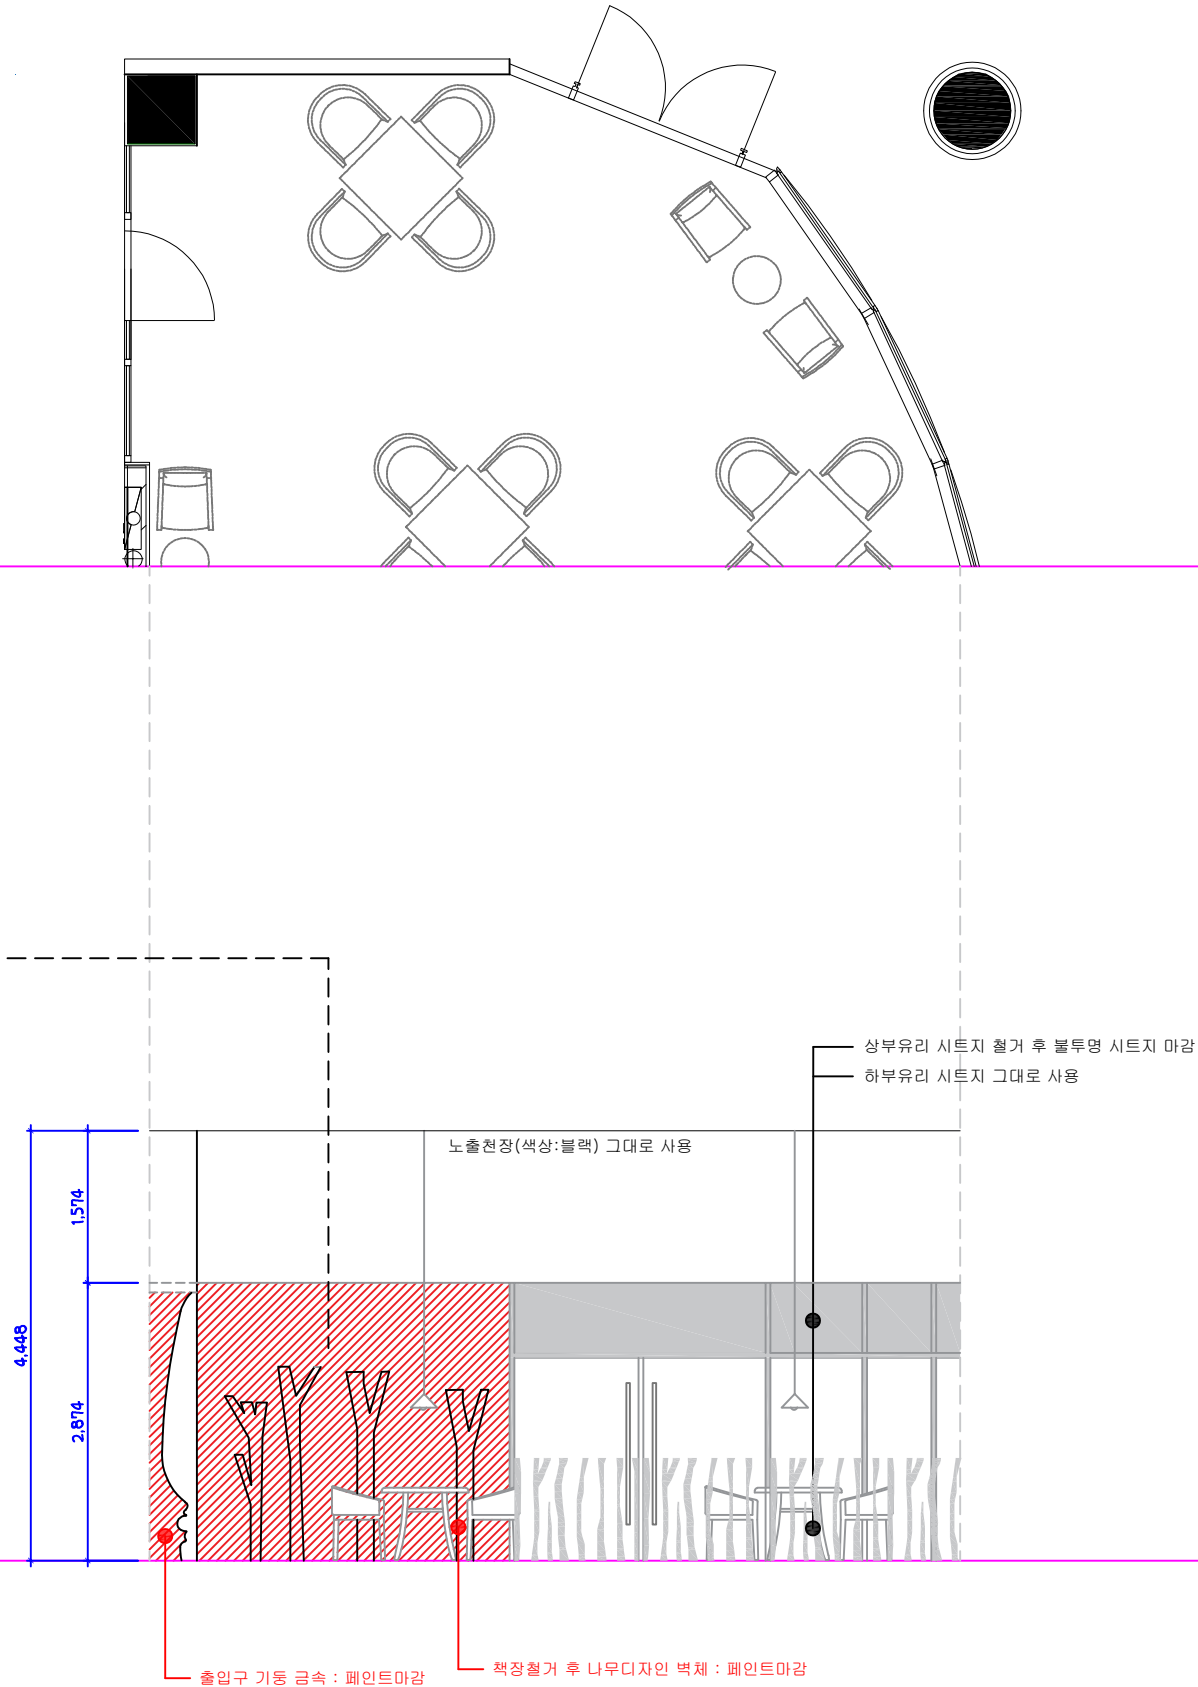 상부유리 시트지 철거 후 불투명 시트지 마감
하부유리 시트지 그대로 사용
노출천장(색상:블랙) 그대로 사용
1,574
4,448
2,874
출입구 기둥 금속 : 페인트마감
책장철거 후 나무디자인 벽체 : 페인트마감